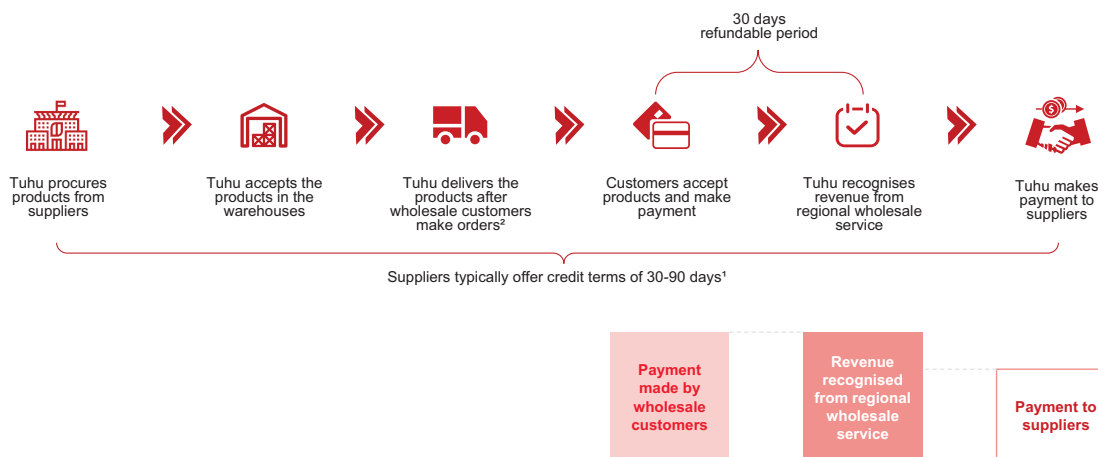 30 days
refundable period
Tuhu procures
products from
suppliers
Tuhu accepts the
products in the
warehouses
Tuhu delivers the
products after
wholesale customers
make orders²
Customers accept
products and make
payment
Tuhu recognises
revenue from
regional wholesale
service
Tuhu makes
payment to
suppliers
Suppliers typically offer credit terms of 30-90 days¹
Payment
made by
wholesale
customers
Revenue
recognised
from regional
wholesale
service
Payment to
suppliers